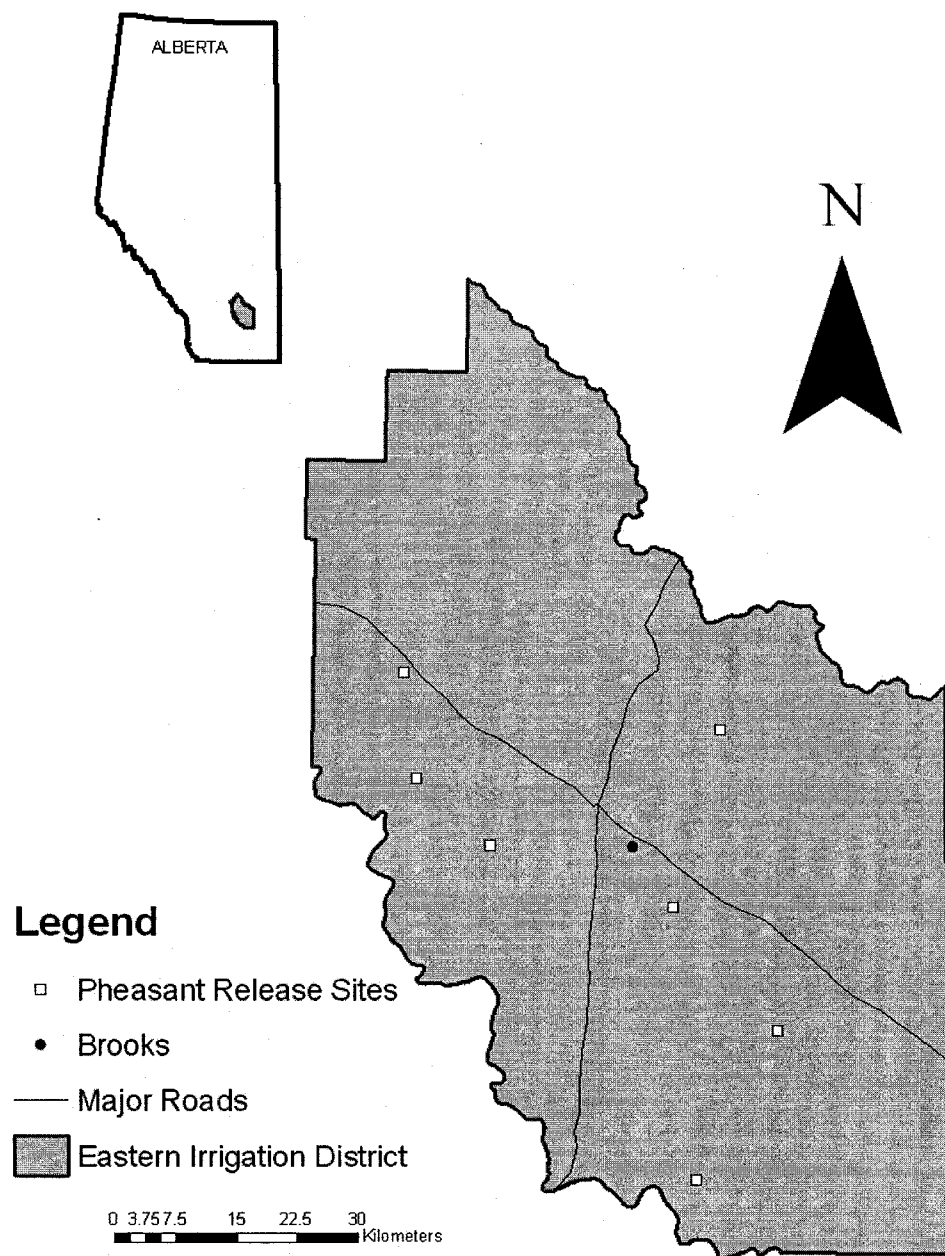 ALBERTA
N
Legend
Pheasant Release Sites
Brooks
Major Roads
Eastern Irrigation District
0 3.75 7.5 15 22.5 30
Kilometers